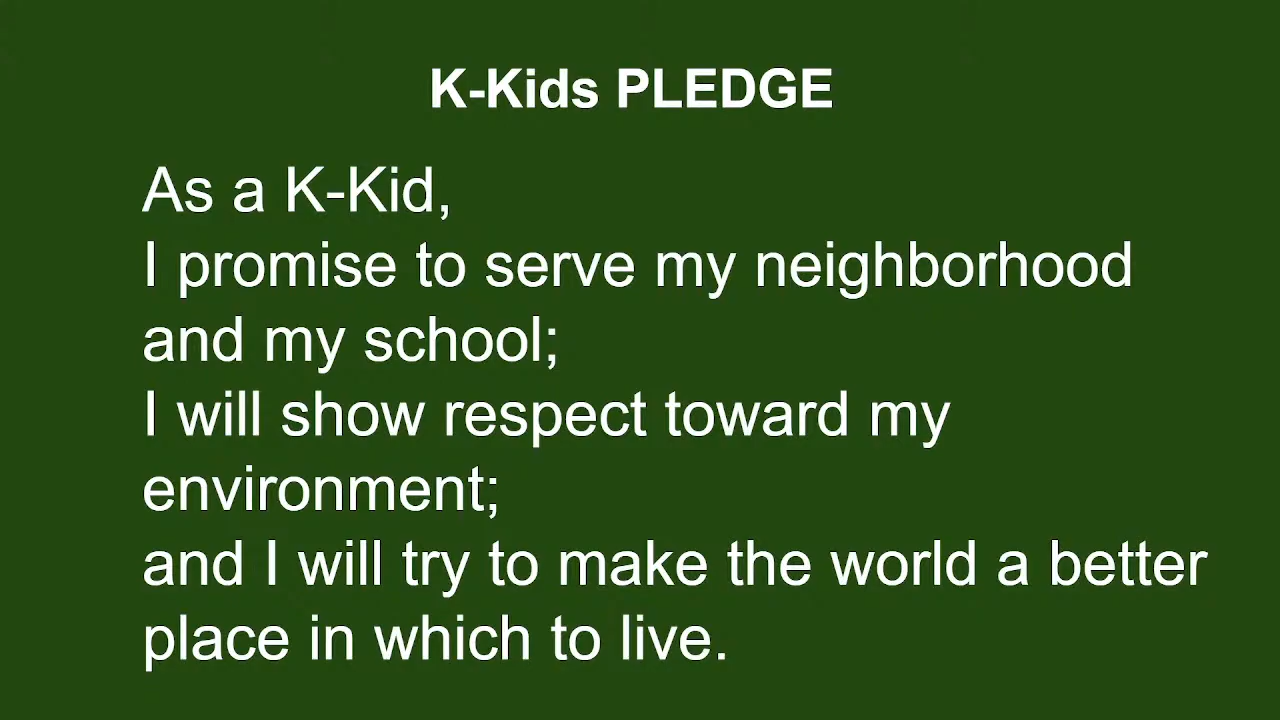 K-Kids PLEDGE
As a K-Kid,
I promise to serve my neighborhood
and my school;
I will show respect toward my
environment;
and I will try to make the world a better
place in which to live.